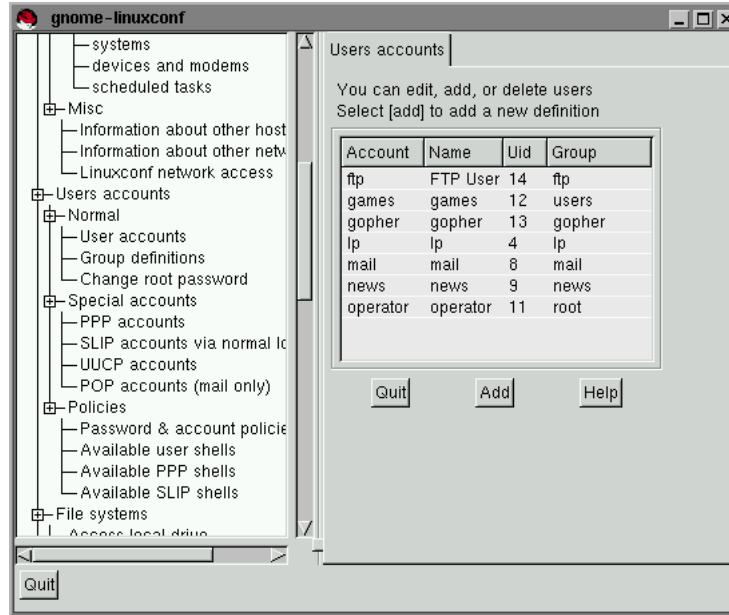 gnome-linuxconf
systems
devices and modems
scheduled tasks
Misc
Information about other host
Information about other netw
Linuxconf network access
Users accounts
Normal
User accounts
Group definitions
Change root password
Special accounts
PPP accounts
SLIP accounts via normal lo
UUCP accounts
POP accounts (mail only)
Policies
Password & account policie
Available user shells
Available PPP shells
Available SLIP shells
File systems
Access local drive
Quit
Users accounts
You can edit, add, or delete users
Select [add] to add a new definition
Account Name Uid Group
ftp FTP User 14 ftp
games games 12 users
gopher gopher 13 gopher
lp lp 4 lp
mail mail 8 mail
news news 9 news
operator operator 11 root
Quit Add Help